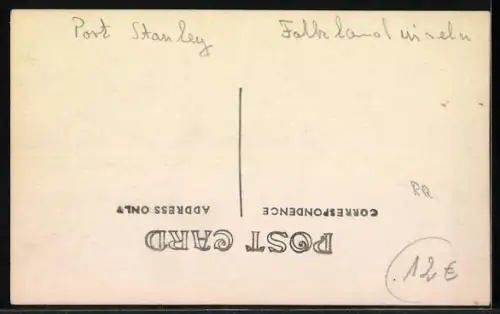 Port Stanley Falklandinseln
RR
ADDRESS ONLY CORRESPONDENCE
POST CARD
12€